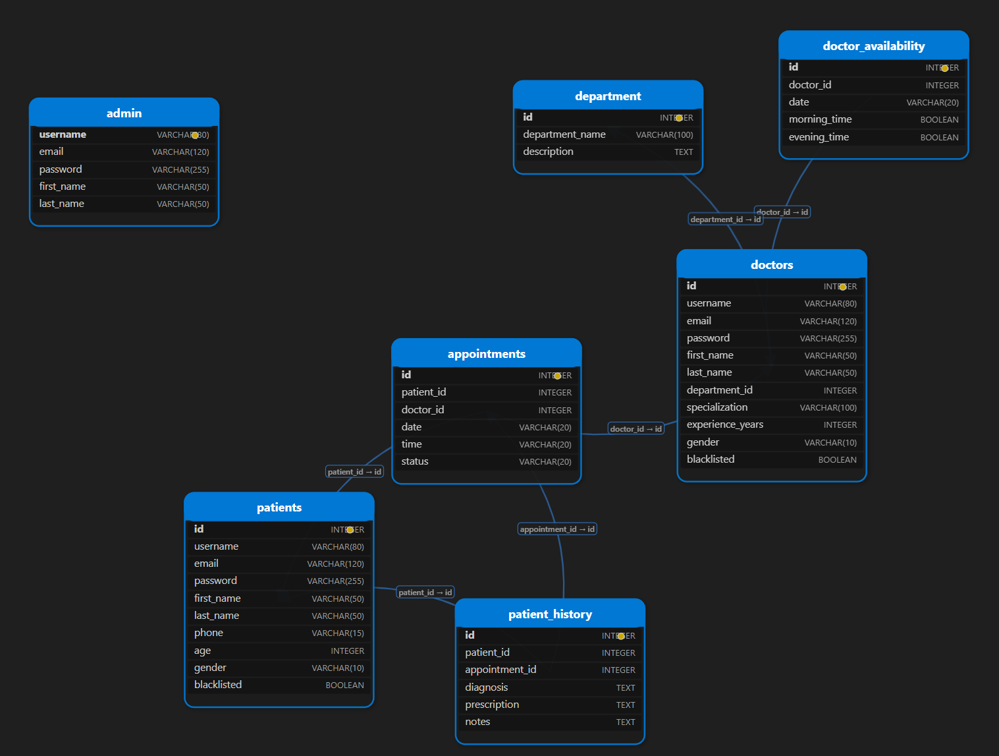 admin
username VARCHAR(80)
email VARCHAR(120)
password VARCHAR(255)
first_name VARCHAR(50)
last_name VARCHAR(50)
department
id INTEGER
department_name VARCHAR(100)
description TEXT
doctor_availability
id INTEGER
doctor_id INTEGER
date VARCHAR(20)
morning_time BOOLEAN
evening_time BOOLEAN
department_id → id
doctor_id → id
doctors
id INTEGER
username VARCHAR(80)
email VARCHAR(120)
password VARCHAR(255)
first_name VARCHAR(50)
last_name VARCHAR(50)
department_id INTEGER
specialization VARCHAR(100)
experience_years INTEGER
gender VARCHAR(10)
blacklisted BOOLEAN
appointments
id INTEGER
patient_id INTEGER
doctor_id INTEGER
date VARCHAR(20)
time VARCHAR(20)
status VARCHAR(20)
doctor_id → id
patient_id → id
appointment_id → id
patients
id INTEGER
username VARCHAR(80)
email VARCHAR(120)
password VARCHAR(255)
first_name VARCHAR(50)
last_name VARCHAR(50)
phone VARCHAR(15)
age INTEGER
gender VARCHAR(10)
blacklisted BOOLEAN
patient_id → id
patient_history
id INTEGER
patient_id INTEGER
appointment_id INTEGER
diagnosis TEXT
prescription TEXT
notes TEXT